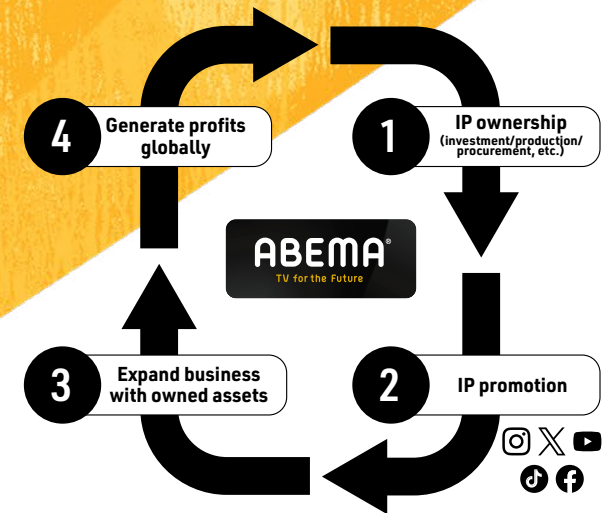 1
IP ownership
(investment/production/
procurement, etc.)
2
IP promotion
3
Expand business
with owned assets
4
Generate profits
globally
ABEMA®
TV for the Future